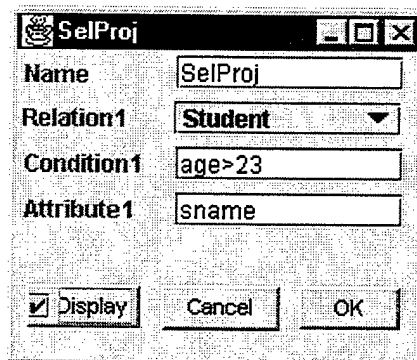 SelProj
Name SelProj
Relation1 Student
Condition1 age>23
Attribute1 sname
Display Cancel OK